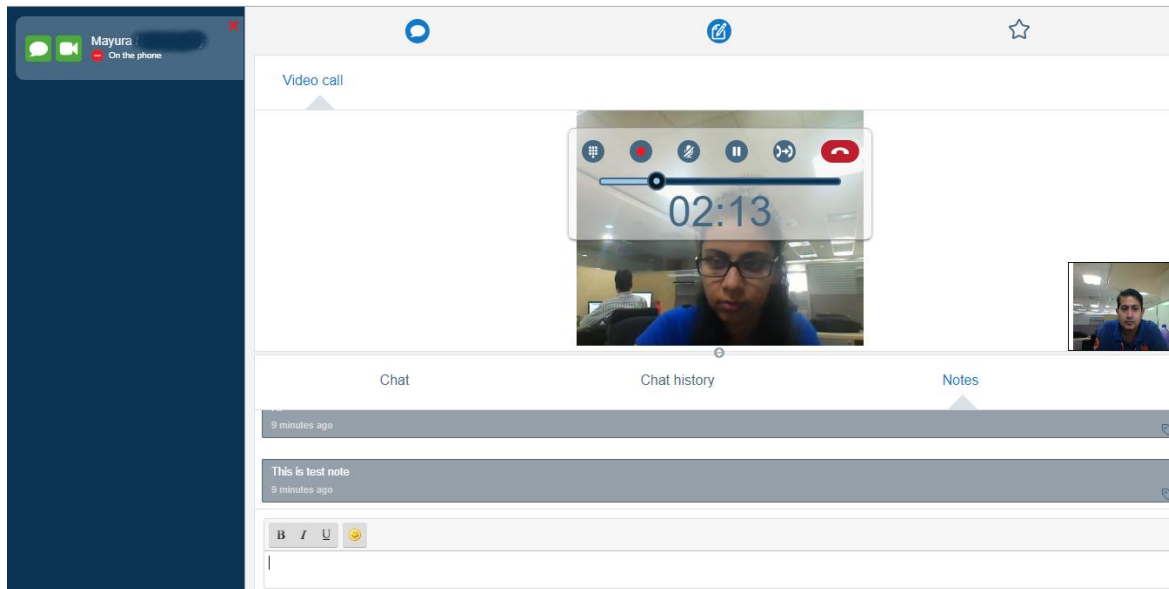 Mayura
On the phone
Video call
02:13
Chat
Chat history
Notes
9 minutes ago
This is test note
9 minutes ago
B I U